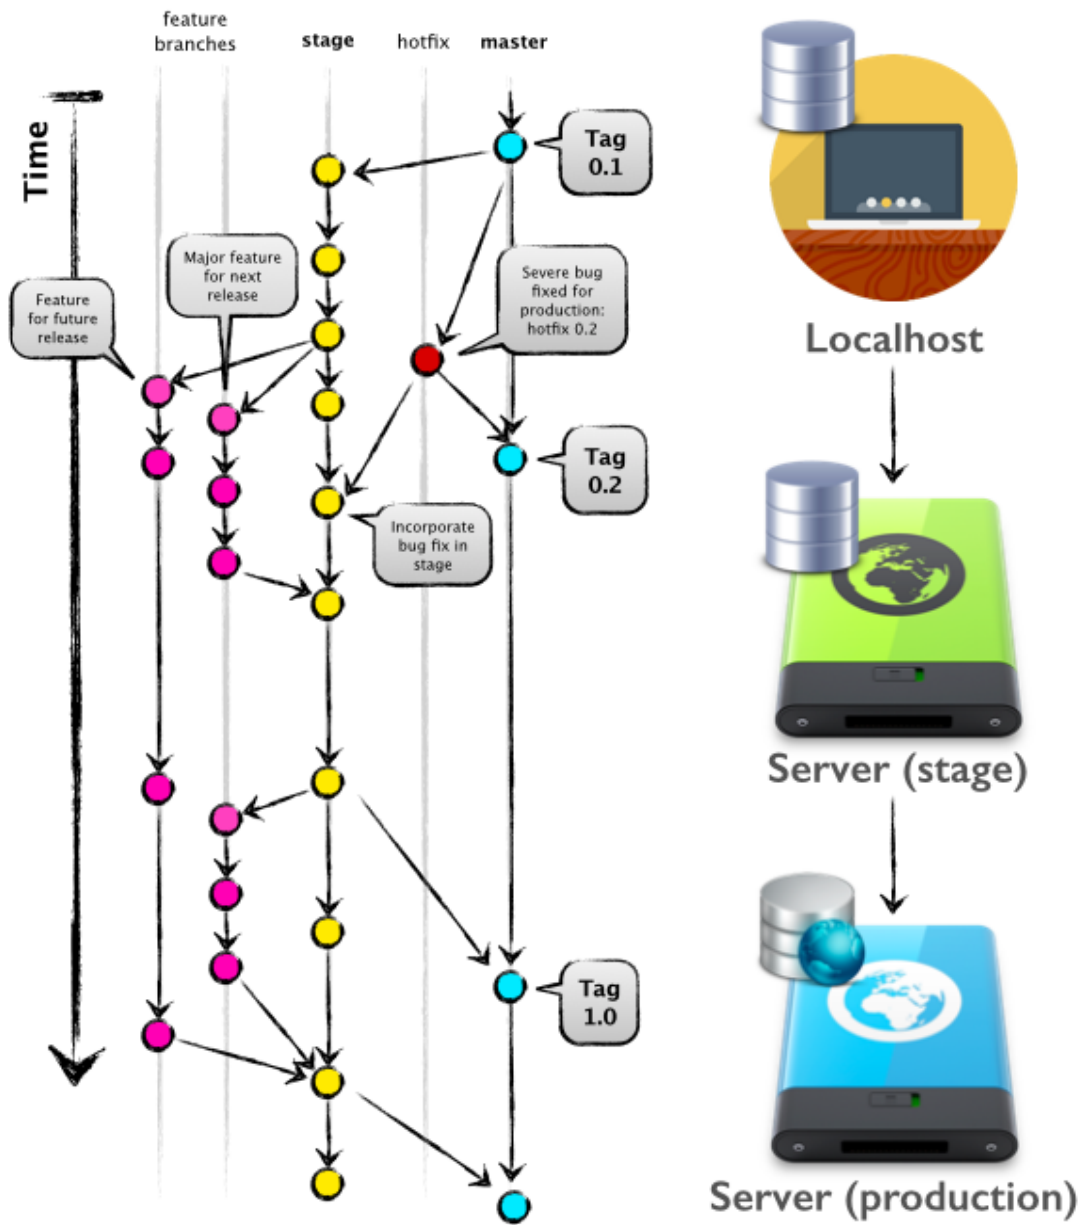 feature
branches
stage
hotfix
master
Time
Tag
0.1
Major feature
for next
release
Severe bug
fixed for
production:
hotfix 0.2
Feature
for future
release
Tag
0.2
Incorporate
bug fix in
stage
Tag
1.0
Localhost
Server (stage)
Server (production)